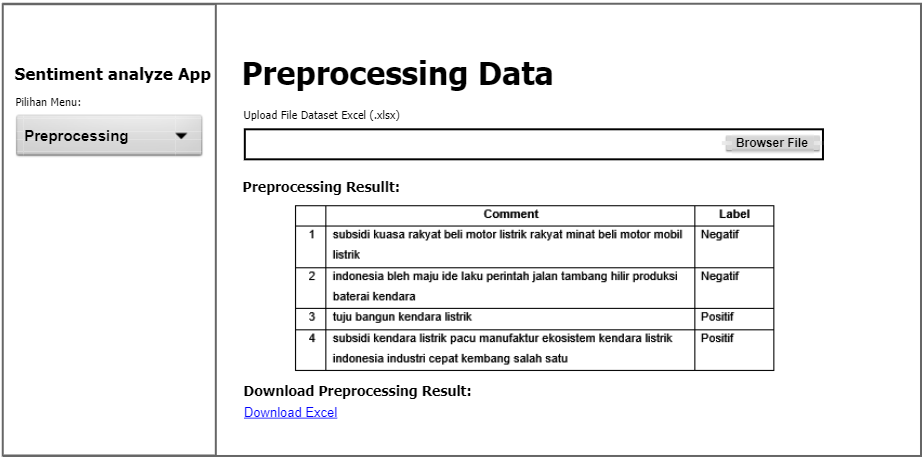 Sentiment analyze App
Pilihan Menu:
Preprocessing
Preprocessing Data
Upload File Dataset Excel (.xlsx)
Browser File
Preprocessing Resullt:
Comment Label
1 subsidi kuasa rakyat beli motor listrik rakyat minat beli motor mobil Negatif
listrik
2 indonesia bleh maju ide laku perintah jalan tambang hilir produksi Negatif
baterai kendara
3 tuju bangun kendara listrik Positif
4 subsidi kendara listrik pacu manufaktur ekosistem kendara listrik Positif
indonesia industri cepat kembang salah satu
Download Preprocessing Result:
Download Excel